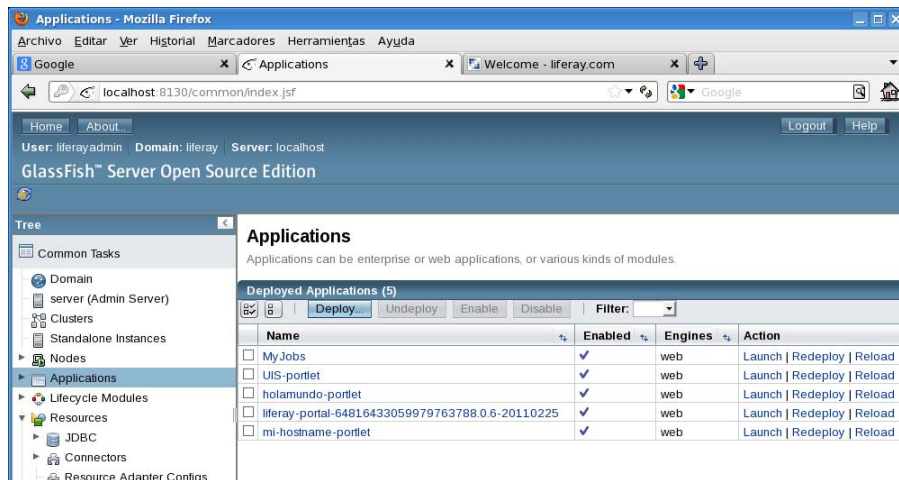 Applications - Mozilla Firefox
Archivo Editar Ver Historial Marcadores Herramientas Ayuda
Google
Applications
Welcome - liferay.com
localhost:8130/common/index.jsf
Google
Home About...
Logout Help
User: liferayadmin Domain: liferay Server: localhost
GlassFish™ Server Open Source Edition
Tree
Common Tasks
Domain
server (Admin Server)
Clusters
Standalone Instances
Nodes
Applications
Lifecycle Modules
Resources
JDBC
Connectors
Resource Adapter Configs
Applications
Applications can be enterprise or web applications, or various kinds of modules.
Deployed Applications (5)
Deploy... Undeploy Enable Disable Filter:
Name Enabled Engines Action
MyJobs web Launch | Redeploy | Reload
UIS-portlet web Launch | Redeploy | Reload
holamundo-portlet web Launch | Redeploy | Reload
liferay-portal-64816433059979763788.0.6-20110225 web Launch | Redeploy | Reload
mi-hostname-portlet web Launch | Redeploy | Reload